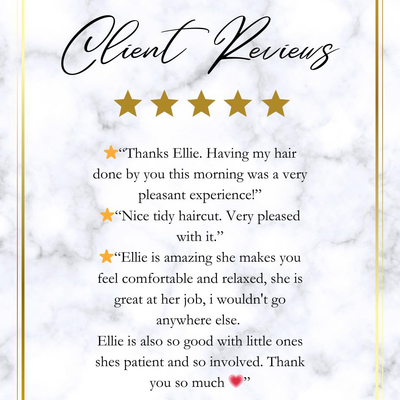 Client Reviews
⭐“Thanks Ellie. Having my hair
done by you this morning was a very
pleasant experience!”
⭐“Nice tidy haircut. Very pleased
with it.”
⭐“Ellie is amazing she makes you
feel comfortable and relaxed, she is
great at her job, i wouldn't go
anywhere else.
Ellie is also so good with little ones
shes patient and so involved. Thank
you so much 💗”